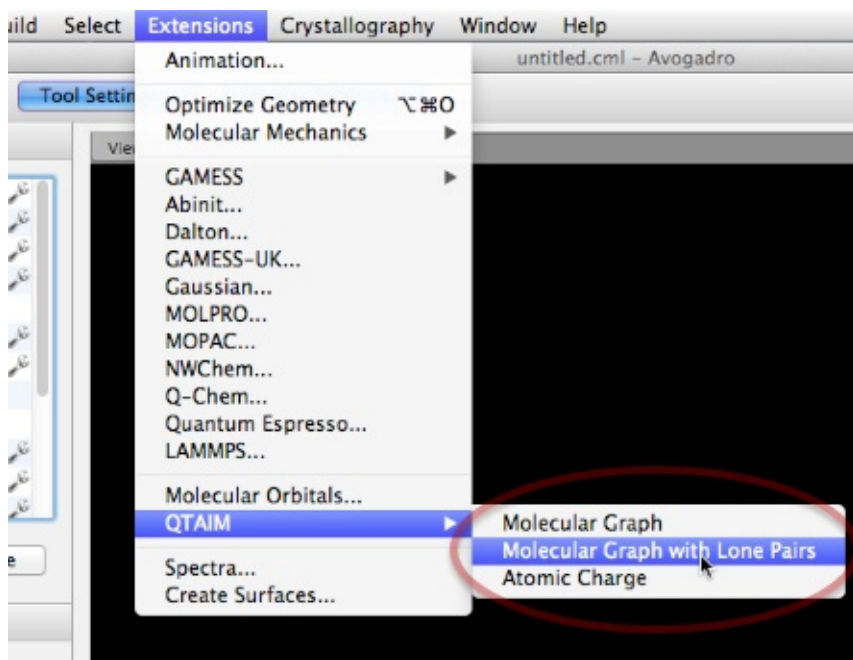 Select Extensions Crystallography Window Help
untitled.cml – Avogadro
Animation...
Tool
Optimize Geometry ⌥⌘O
Molecular Mechanics
GAMESS
Abinit...
Dalton...
GAMESS-UK...
Gaussian...
MOLPRO...
MOPAC...
NWChem...
Q-Chem...
Quantum Espresso...
LAMMPS...
Molecular Orbitals...
QTAIM
Molecular Graph
Molecular Graph with Lone Pairs
Atomic Charge
Spectra...
Create Surfaces...